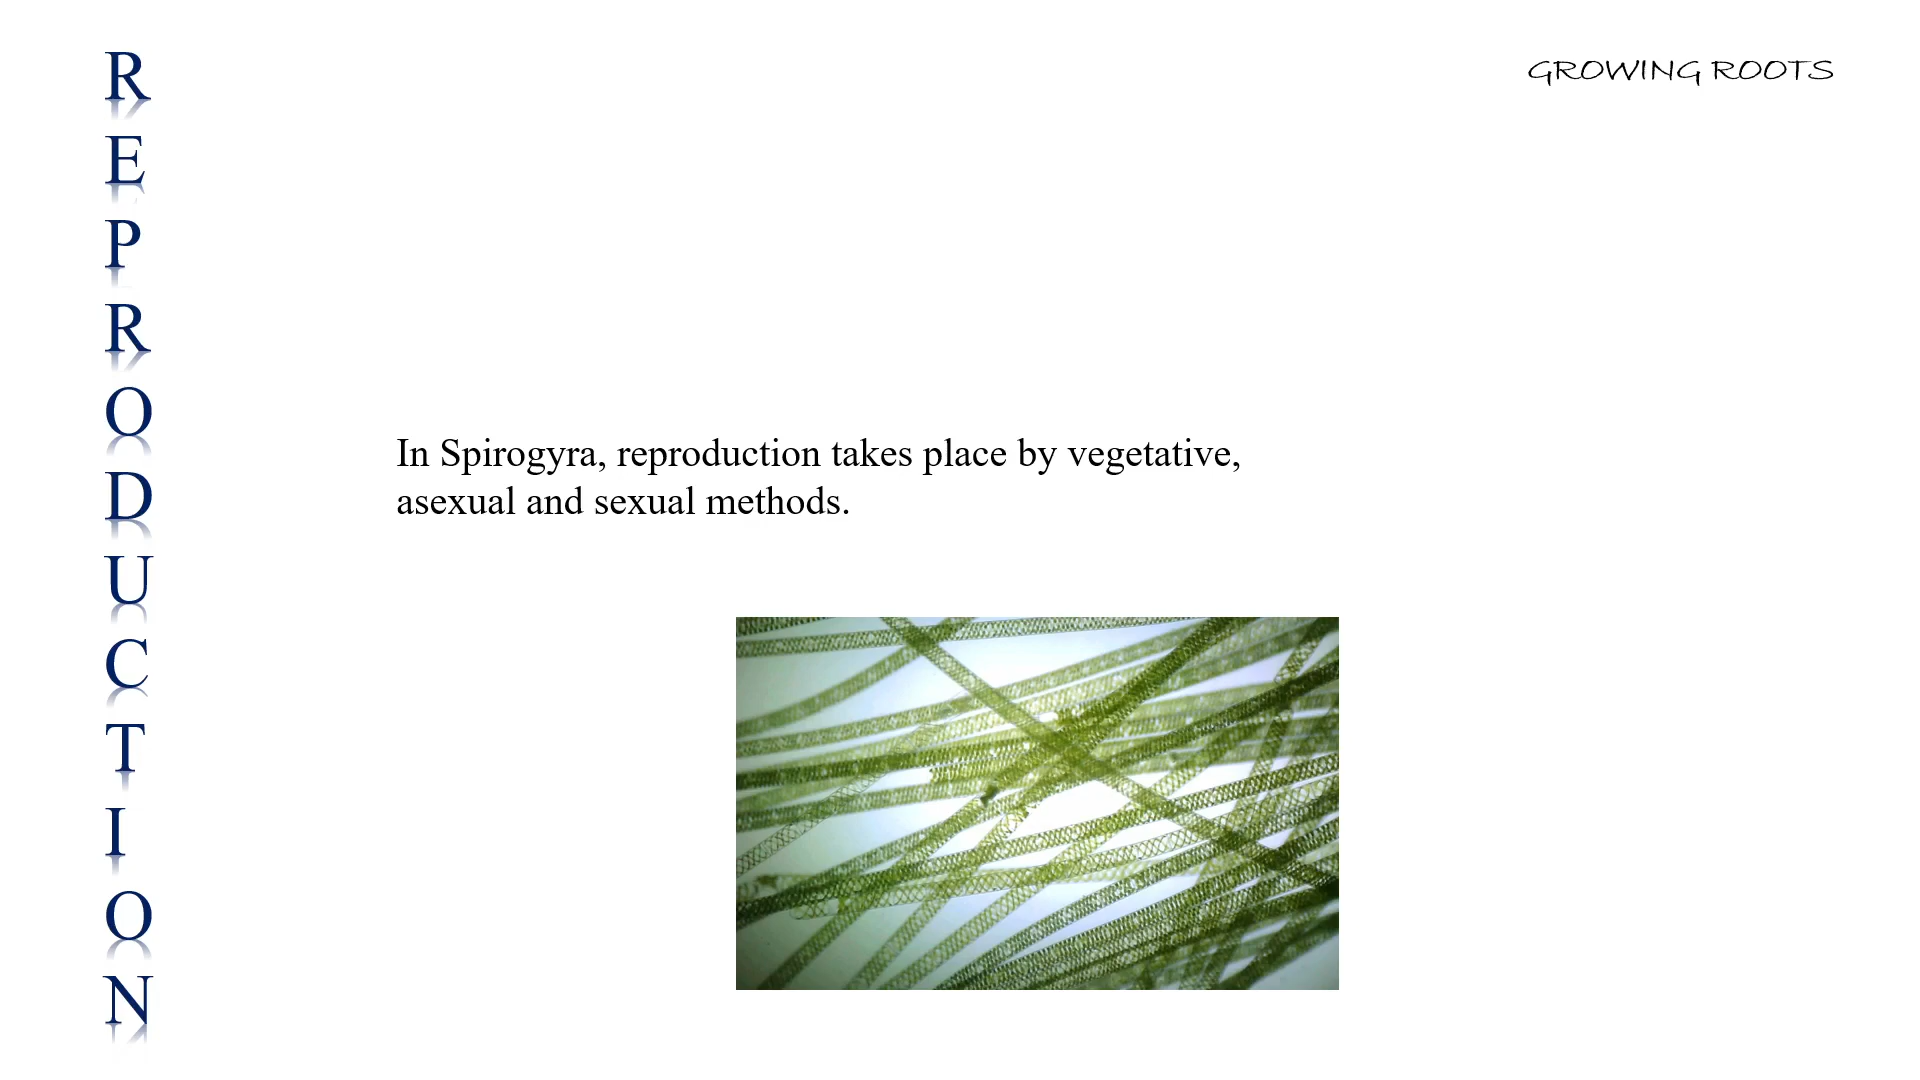 REPRODUCTION
GROWING ROOTS
In Spirogyra, reproduction takes place by vegetative,
asexual and sexual methods.